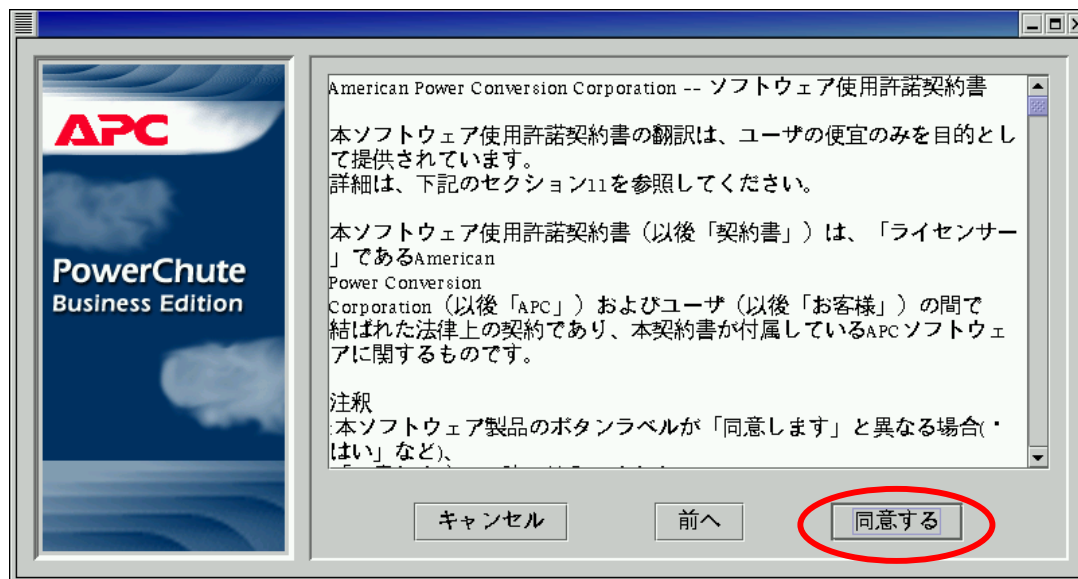 APC
PowerChute
Business Edition
American Power Conversion Corporation -- ソフトウェア使用許諾契約書
本ソフトウェア使用許諾契約書の翻訳は、ユーザの便宜のみを目的とし
て提供されています。
詳細は、下記のセクション11を参照してください。
本ソフトウェア使用許諾契約書（以後「契約書」）は、「ライセンサー
」であるAmerican
Power Conversion
Corporation（以後「APC」）およびユーザ（以後「お客様」）の間で
結ばれた法律上の契約であり、本契約書が付属しているAPCソフトウェ
アに関するものです。
注釈
:本ソフトウェア製品のボタンラベルが「同意します」と異なる場合(・
はい」など)、
キャンセル
前へ
同意する